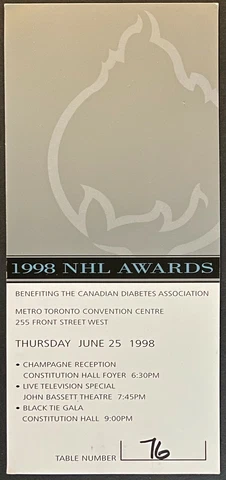 1998 NHL AWARDS
BENEFITING THE CANADIAN DIABETES ASSOCIATION
METRO TORONTO CONVENTION CENTRE
255 FRONT STREET WEST
THURSDAY JUNE 25 1998
• CHAMPAGNE RECEPTION
CONSTITUTION HALL FOYER 6:30PM
• LIVE TELEVISION SPECIAL
JOHN BASSETT THEATRE 7:45PM
• BLACK TIE GALA
CONSTITUTION HALL 9:00PM
TABLE NUMBER 76